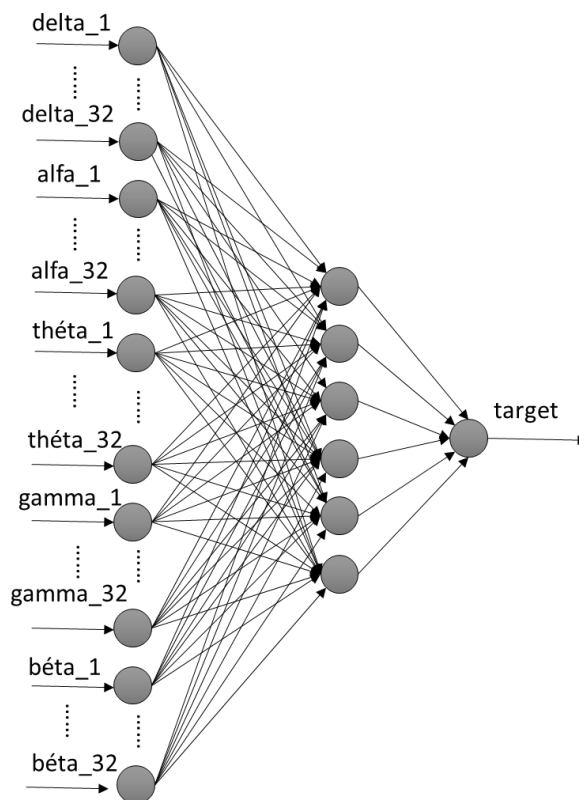 delta_1
delta_32
alfa_1
alfa_32
théta_1
théta_32
gamma_1
gamma_32
béta_1
béta_32
target